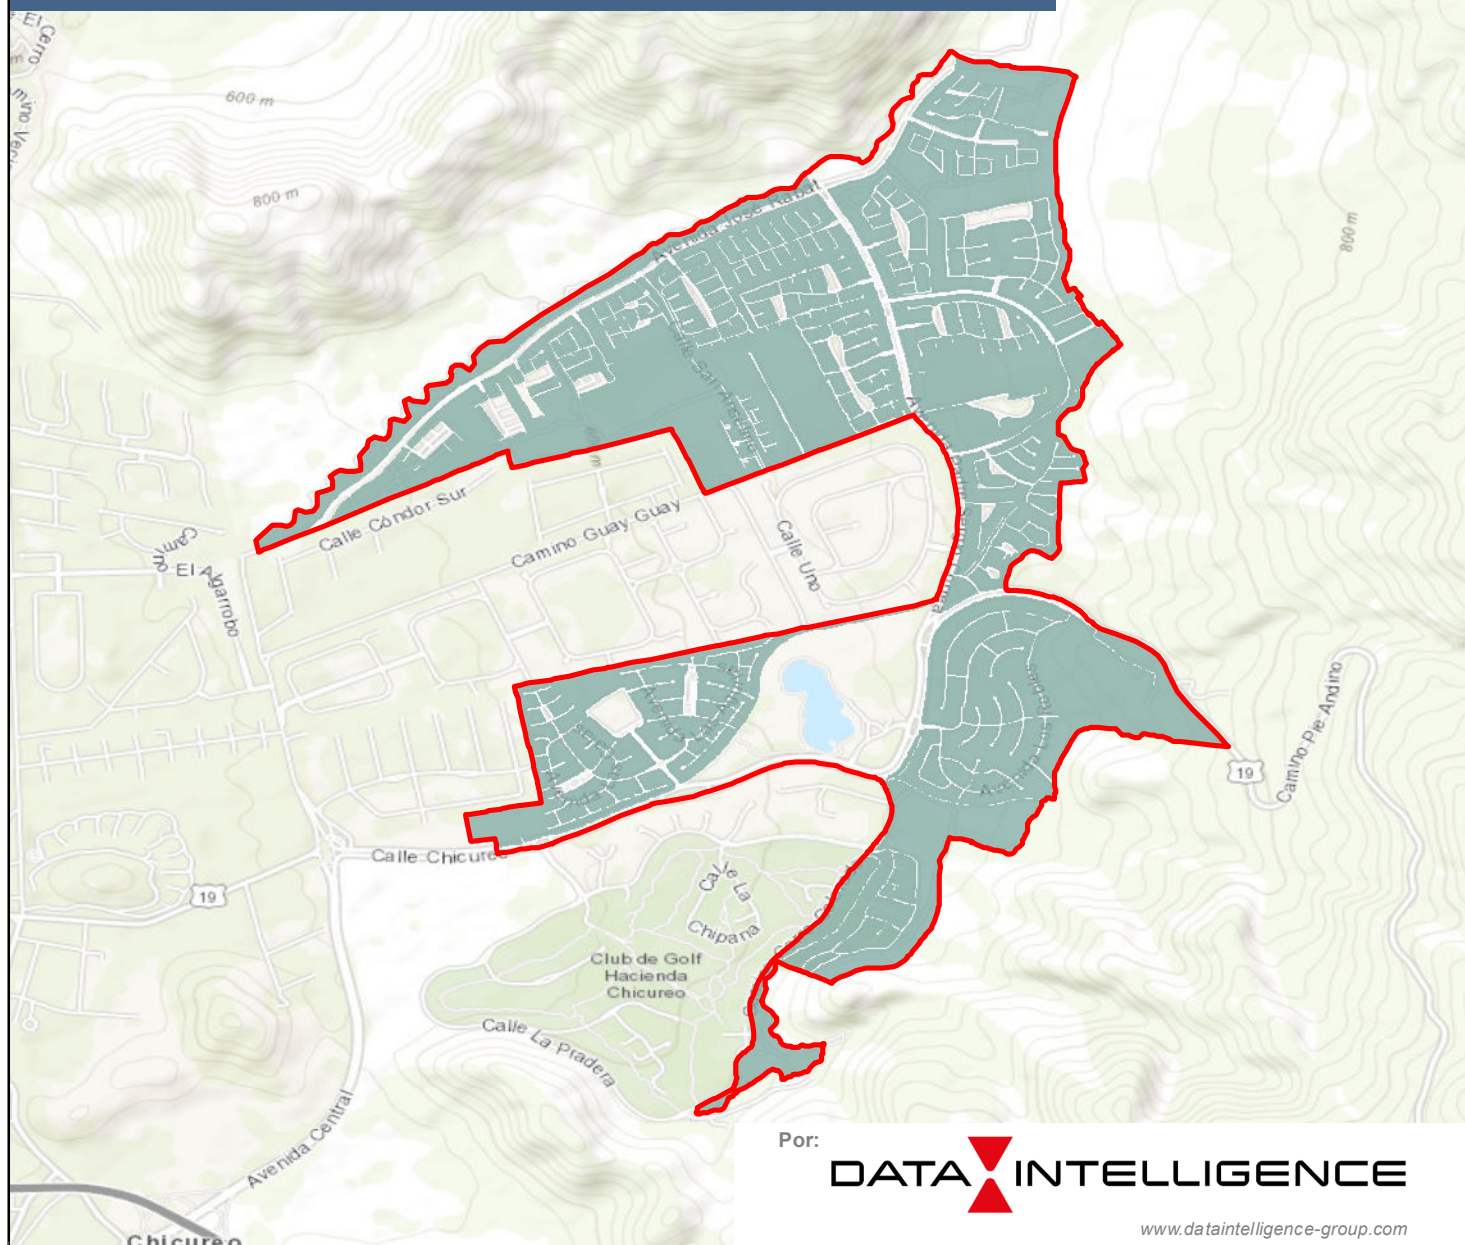 El Cerro
600 m
800 m
800 m
Avenida José Rabat
Calle San Arturo
600 m
Calle Cóndor Sur
Camino Guay Guay
Calle Uno
Camino El Algarrobo
Camino Pie Andino
19
Calle Chicureo
19
Calle La
Chipana
Club de Golf
Hacienda
Chicureo
Calle La Pradera
Avenida Central
Chicureo
Por:
DATA INTELLIGENCE
www.dataintelligence-group.com